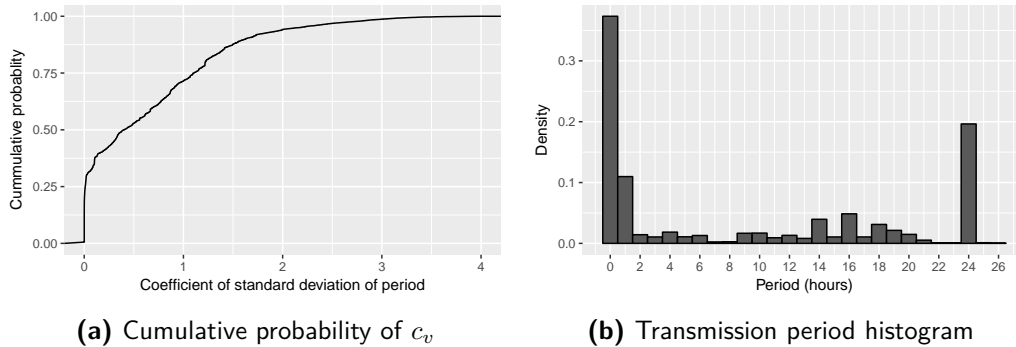 1.00
0.75
0.50
0.25
0.00
Cummulative probablity
0 1 2 3 4
Coefficient of standard deviation of period
(a) Cumulative probability of c_v
0.3
0.2
0.1
0.0
Density
0 2 4 6 8 10 12 14 16 18 20 22 24 26
Period (hours)
(b) Transmission period histogram